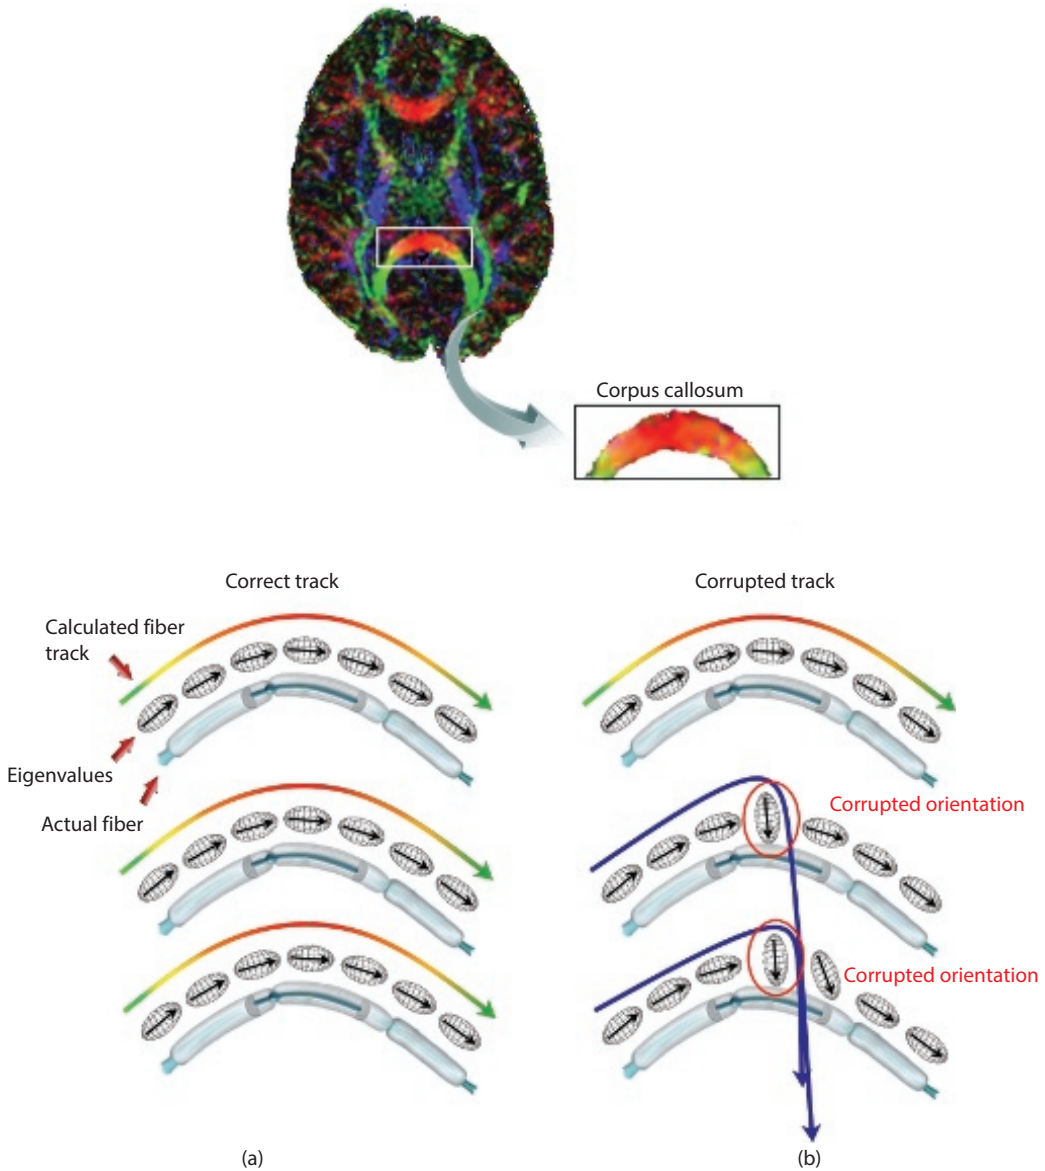 Corpus callosum
Correct track
Corrupted track
Calculated fiber
track
Eigenvalues
Actual fiber
Corrupted orientation
Corrupted orientation
(a)
(b)